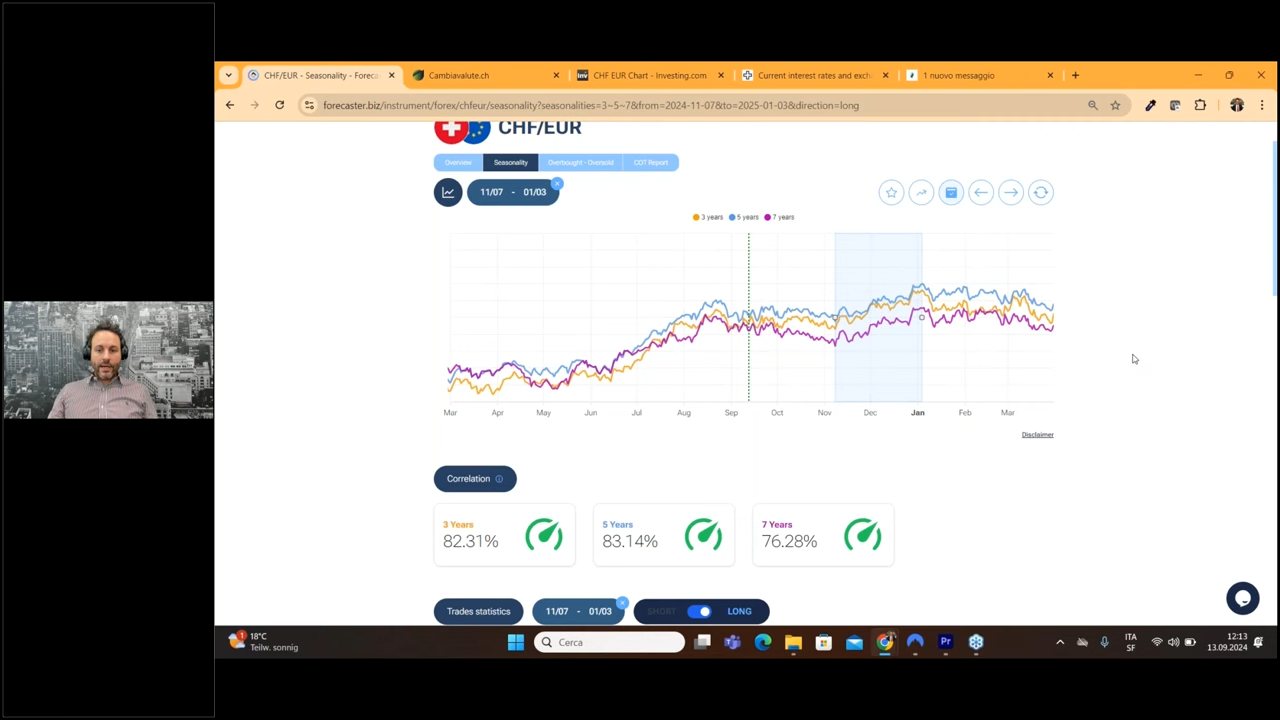 CHF/EUR - Seasonality - Foreca
Cambiavalute.ch
Inv
CHF EUR Chart - Investing.com
Current interest rates and exch
1 nuovo messaggio
forecaster.biz/instrument/forex/chfeur/seasonality?seasonalities=3~5~7&from=2024-11-07&to=2025-01-03&direction=long
CHF/EUR
Overview
Seasonality
Overbought - Oversold
COT Report
11/07 - 01/03
3 years
5 years
7 years
Mar Apr May Jun Jul Aug Sep Oct Nov Dec Jan Feb Mar
Disclaimer
Correlation
3 Years
82.31%
5 Years
83.14%
7 Years
76.28%
Trades statistics
11/07 - 01/03
SHORT
LONG
1
18°C
Teilw. sonnig
Cerca
Pr
ITA
SF
12:13
13.09.2024